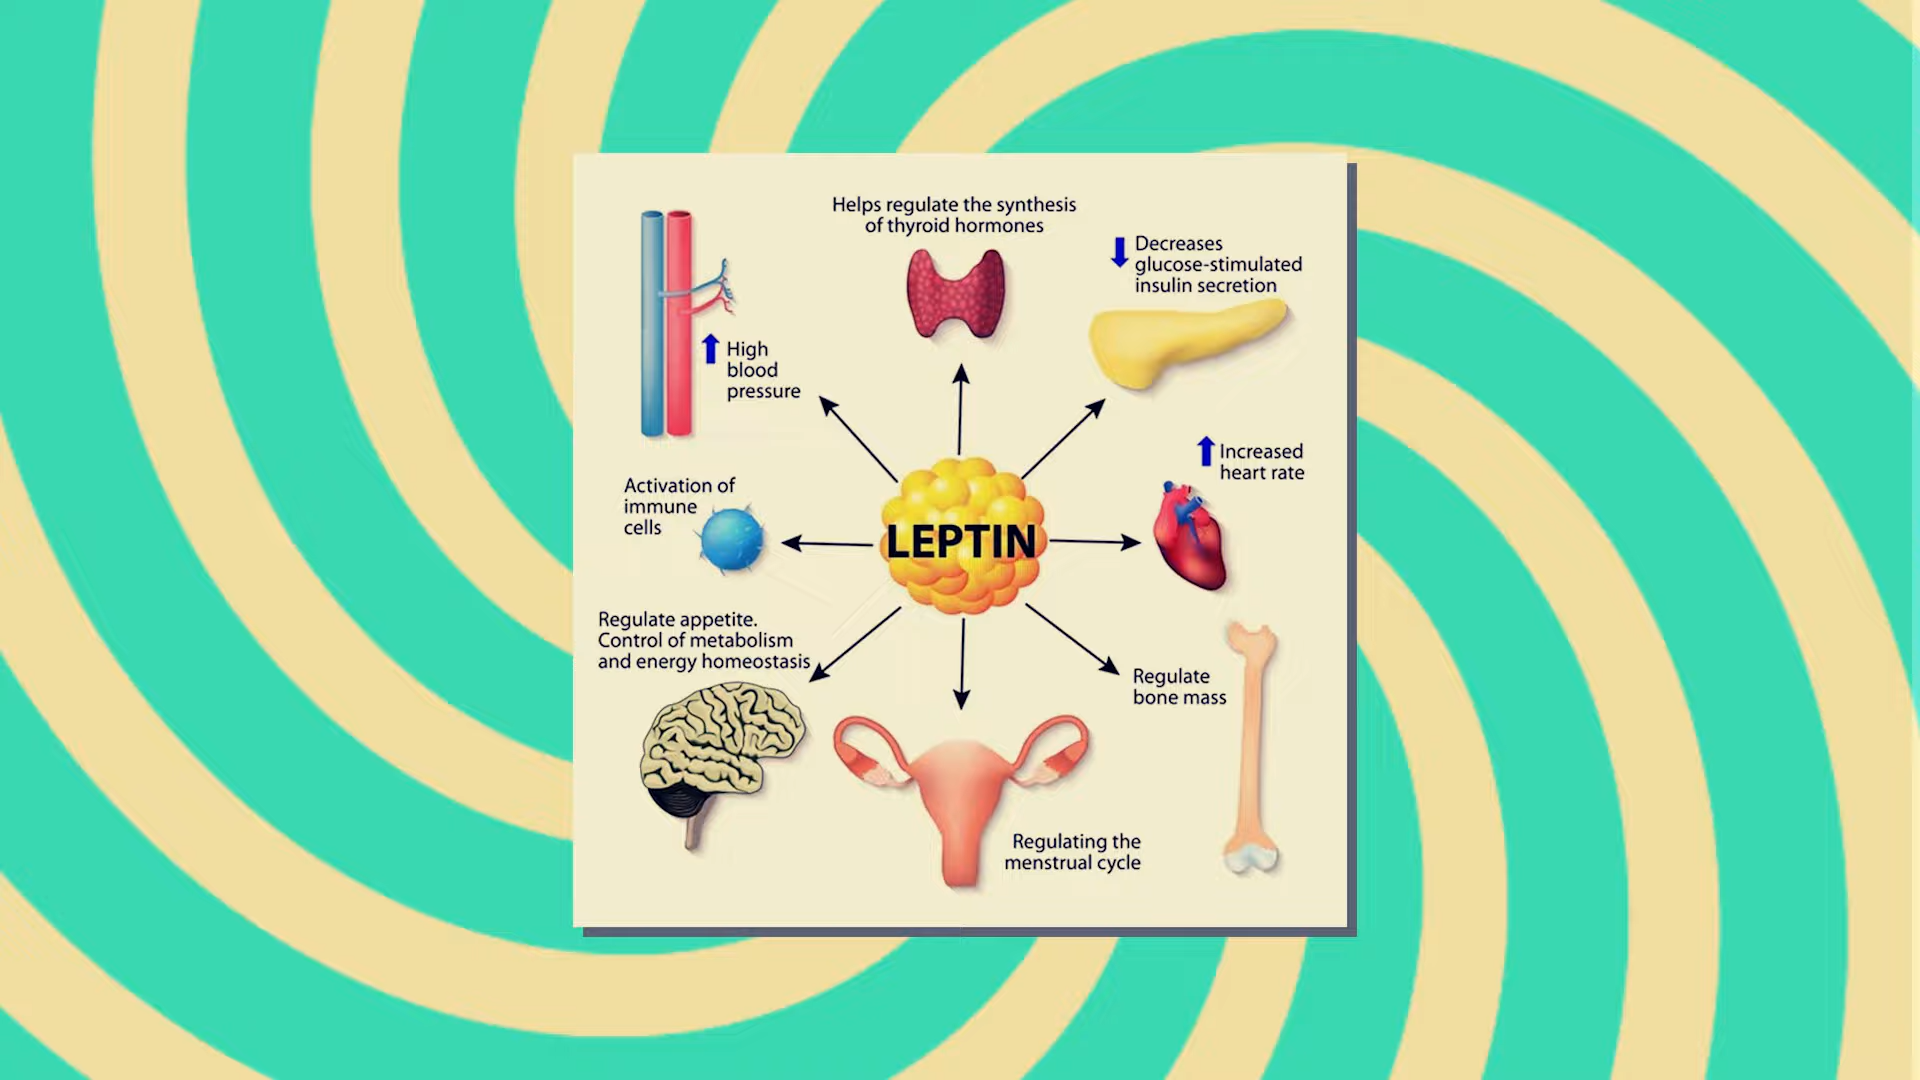 Helps regulate the synthesis
of thyroid hormones
Decreases
glucose-stimulated
insulin secretion
High
blood
pressure
Increased
heart rate
Activation of
immune
cells
LEPTIN
Regulate appetite.
Control of metabolism
and energy homeostasis
Regulate
bone mass
Regulating the
menstrual cycle